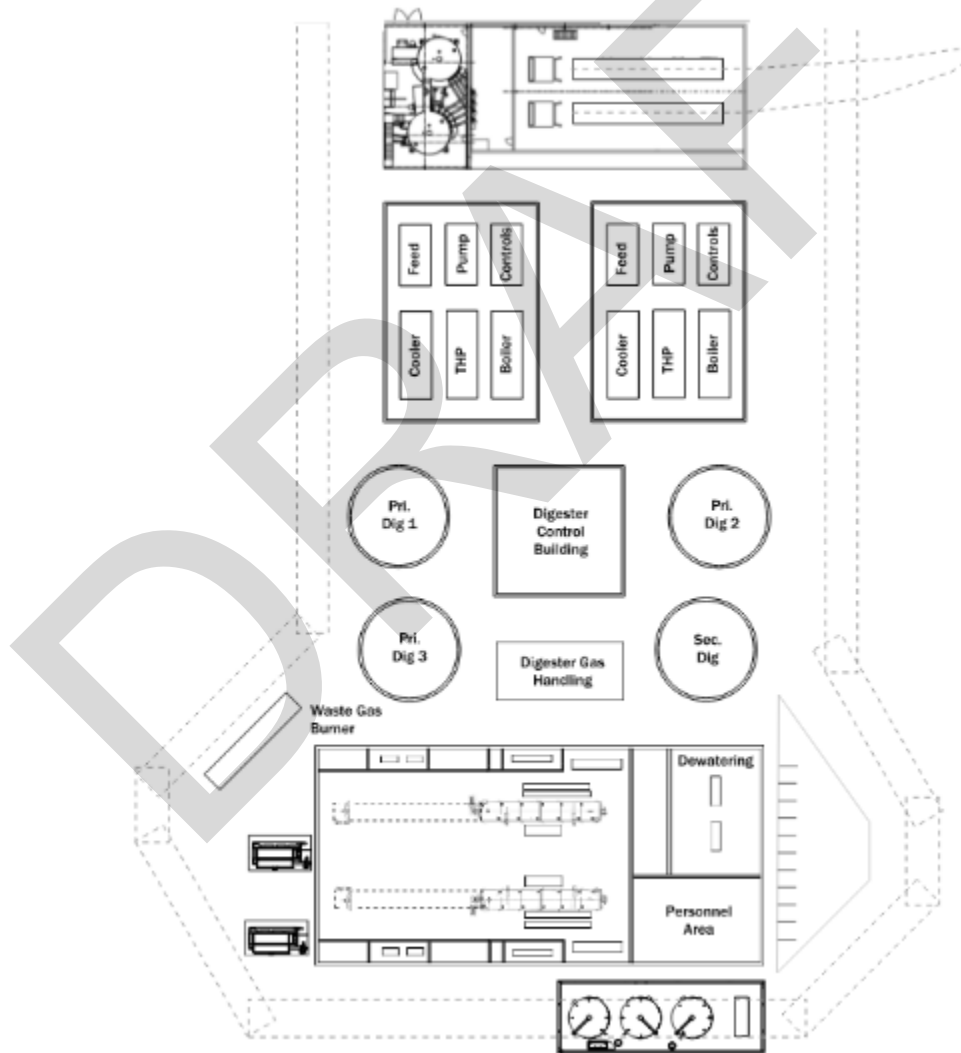 DRAFT
Feed
Pump
Controls
Cooler
THP
Boiler
Feed
Pump
Controls
Cooler
THP
Boiler
Pri.
Dig 1
Digester
Control
Building
Pri.
Dig 2
Pri.
Dig 3
Digester Gas
Handling
Sec.
Dig
Waste Gas
Burner
Dewatering
Personnel
Area